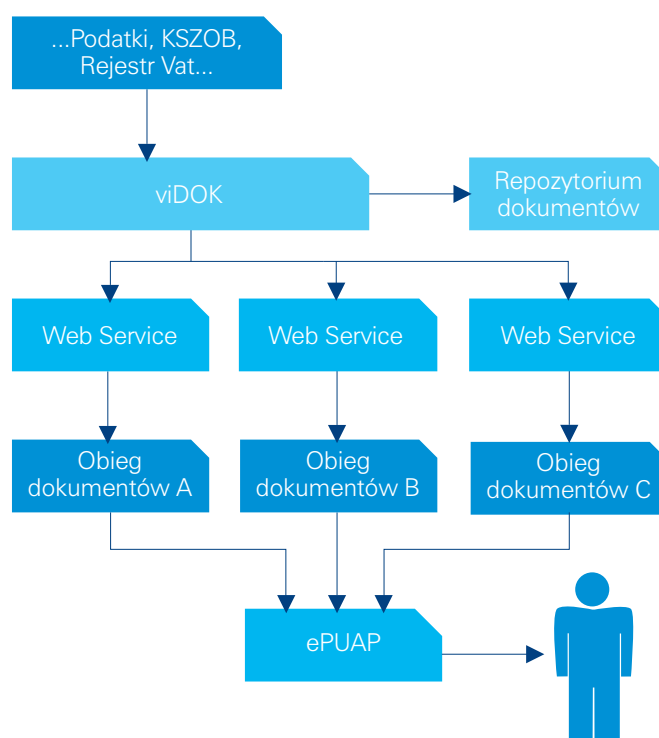 ...Podatki, KSZOB,
Rejestr Vat...
viDOK
Repozytorium
dokumentów
Web Service
Web Service
Web Service
Obieg
dokumentów A
Obieg
dokumentów B
Obieg
dokumentów C
ePUAP